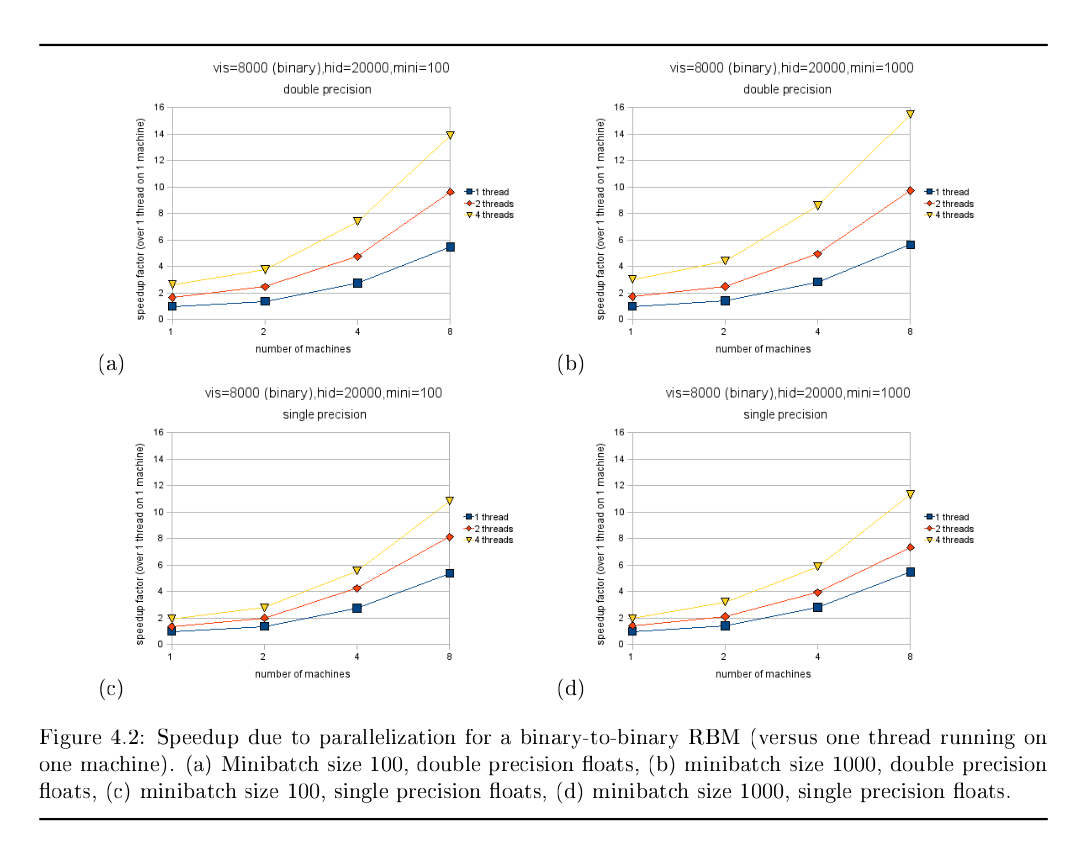 vis=8000 (binary),hid=20000,mini=100
double precision
speedup factor (over 1 thread on 1 machine)
16
14
12
10
8
6
4
2
0
1 2 4 8
number of machines
1 thread
2 threads
4 threads
(a)
vis=8000 (binary),hid=20000,mini=1000
double precision
speedup factor (over 1 thread on 1 machine)
16
14
12
10
8
6
4
2
0
1 2 4 8
number of machines
1 thread
2 threads
4 threads
(b)
vis=8000 (binary),hid=20000,mini=100
single precision
speedup factor (over 1 thread on 1 machine)
16
14
12
10
8
6
4
2
0
1 2 4 8
number of machines
1 thread
2 threads
4 threads
(c)
vis=8000 (binary),hid=20000,mini=1000
single precision
speedup factor (over 1 thread on 1 machine)
16
14
12
10
8
6
4
2
0
1 2 4 8
number of machines
1 thread
2 threads
4 threads
(d)
Figure 4.2: Speedup due to parallelization for a binary-to-binary RBM (versus one thread running on
one machine). (a) Minibatch size 100, double precision floats, (b) minibatch size 1000, double precision
floats, (c) minibatch size 100, single precision floats, (d) minibatch size 1000, single precision floats.